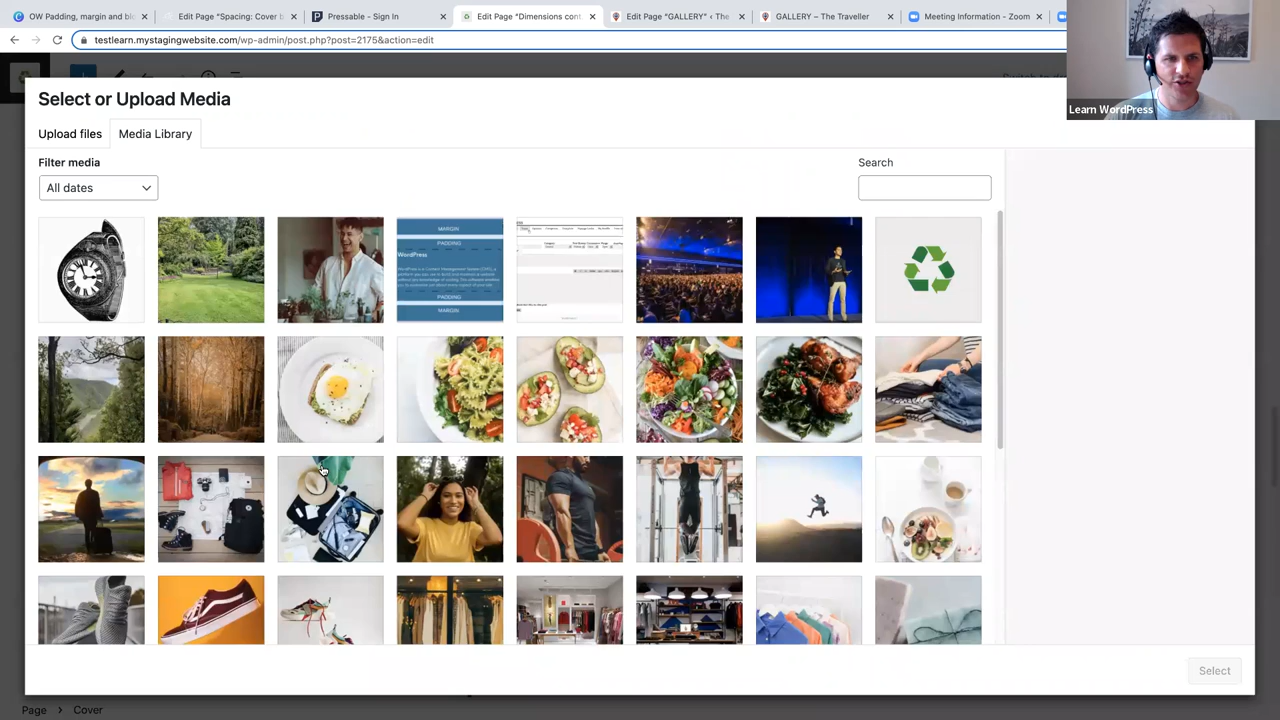 OW Padding, margin and blo
Edit Page "Spacing: Cover b
Pressable - Sign In
Edit Page "Dimensions cont
Edit Page "GALLERY" ‹ The
GALLERY – The Traveller
Meeting Information - Zoom
testlearn.mystagingwebsite.com/wp-admin/post.php?post=2175&action=edit
Learn WordPress
Select or Upload Media
Upload files
Media Library
Filter media
Search
All dates
MARGIN
PADDING
WordPress
PADDING
MARGIN
Select
Page > Cover